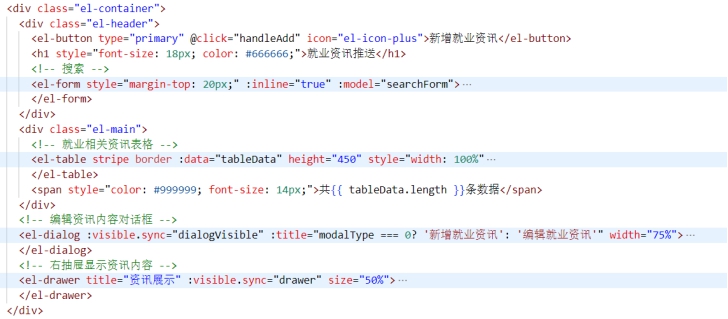 <div class="el-container">
<div class="el-header">
<el-button type="primary" @click="handleAdd" icon="el-icon-plus">新增就业资讯</el-button>
<h1 style="font-size: 18px; color: #666666;">就业资讯推送</h1>
<!-- 搜索 -->
<el-form style="margin-top: 20px;" :inline="true" :model="searchForm">…
</el-form>
</div>
<div class="el-main">
<!-- 就业相关资讯表格 -->
<el-table stripe border :data="tableData" height="450" style="width: 100%"…
</el-table>
<span style="color: #999999; font-size: 14px;">共{{ tableData.length }}条数据</span>
</div>
<!-- 编辑资讯内容对话框 -->
<el-dialog :visible.sync="dialogVisible" :title="modalType === 0? '新增就业资讯': '编辑就业资讯'" width="75%">…
</el-dialog>
<!-- 右抽屉显示资讯内容 -->
<el-drawer title="资讯展示" :visible.sync="drawer" size="50%">…
</el-drawer>
</div>